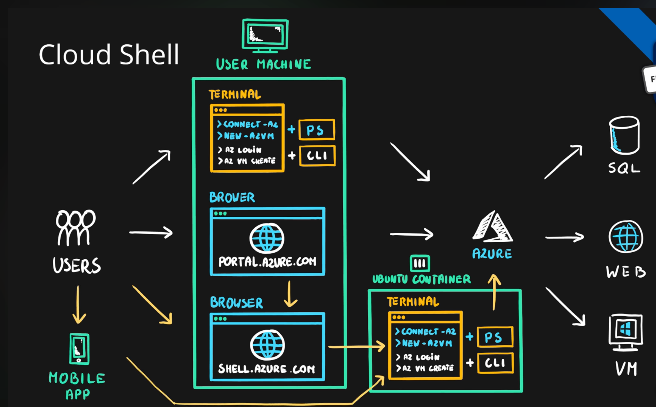 Cloud Shell
USER MACHINE
TERMINAL
>CONNECT-AZ
>NEW-AZVM
>AZ LOGIN
>AZ VM CREATE
+ PS
+ CLI
BROWER
PORTAL.AZURE.COM
BROWSER
SHELL.AZURE.COM
USERS
MOBILE
APP
AZURE
UBUNTU CONTAINER
TERMINAL
>CONNECT-AZ
>NEW-AZVM
>AZ LOGIN
>AZ VM CREATE
+ PS
+ CLI
SQL
WEB
VM